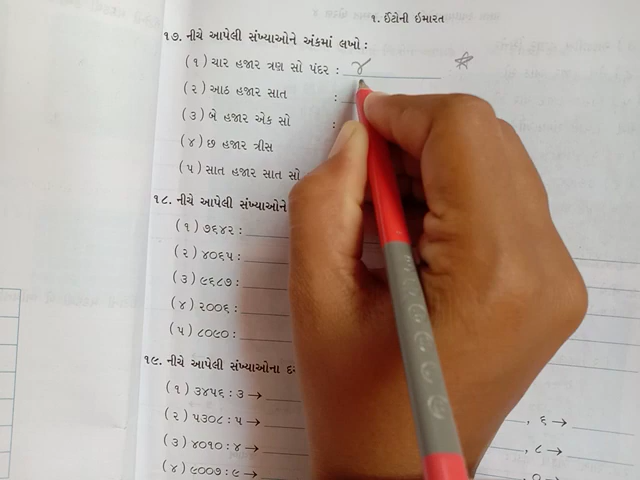 ૧. ઈંટોની ઇમારત
૧૭. નીચે આપેલી સંખ્યાઓને અંકમાં લખો :
(૧) ચાર હજાર ત્રણ સો પંદર : ૪
(૨) આઠ હજાર સાત :
(૩) બે હજાર એક સો :
(૪) છ હજાર ત્રીસ
(૫) સાત હજાર સાત સો
૧૮. નીચે આપેલી સંખ્યાઓને
(૧) ૭૬૪૨ :
(૨) ૪૦૬૫ :
(૩) ૯૬૮૭ :
(૪) ૨૦૦૬ :
(૫) ૮૦૯૦ :
૧૯. નીચે આપેલી સંખ્યાઓના
(૧) ૩૪૫૬ : ૩ →
(૨) ૫૩૦૮ : ૫ → , ૬ →
(૩) ૪૦૧૦ : ૪ → , ૮ →
(૪) ૯૦૦૭ : ૯ → , ૦ →